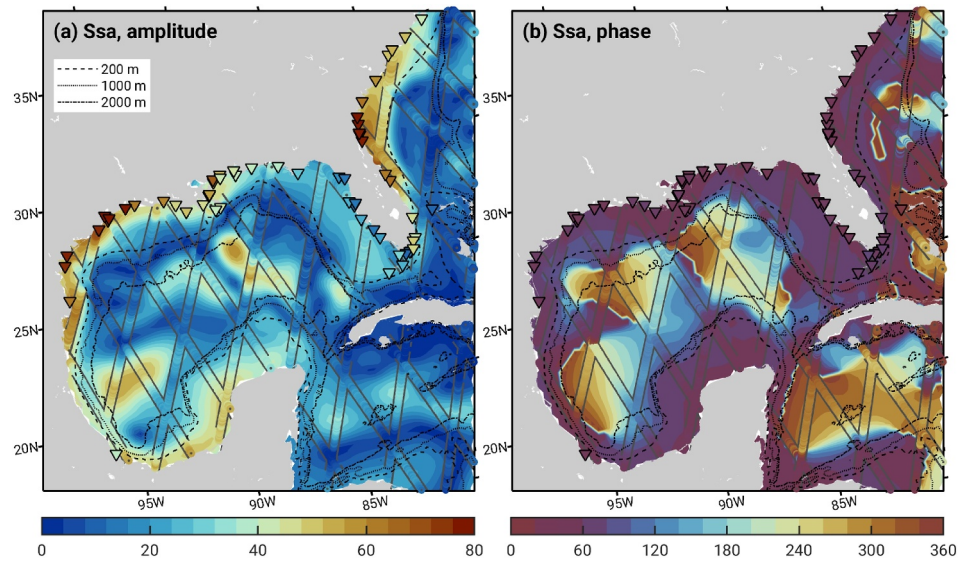 (a) Ssa, amplitude
200 m
1000 m
2000 m
35N
30N
25N
20N
95W 90W 85W
0 20 40 60 80
(b) Ssa, phase
35N
30N
25N
20N
95W 90W 85W
0 60 120 180 240 300 360